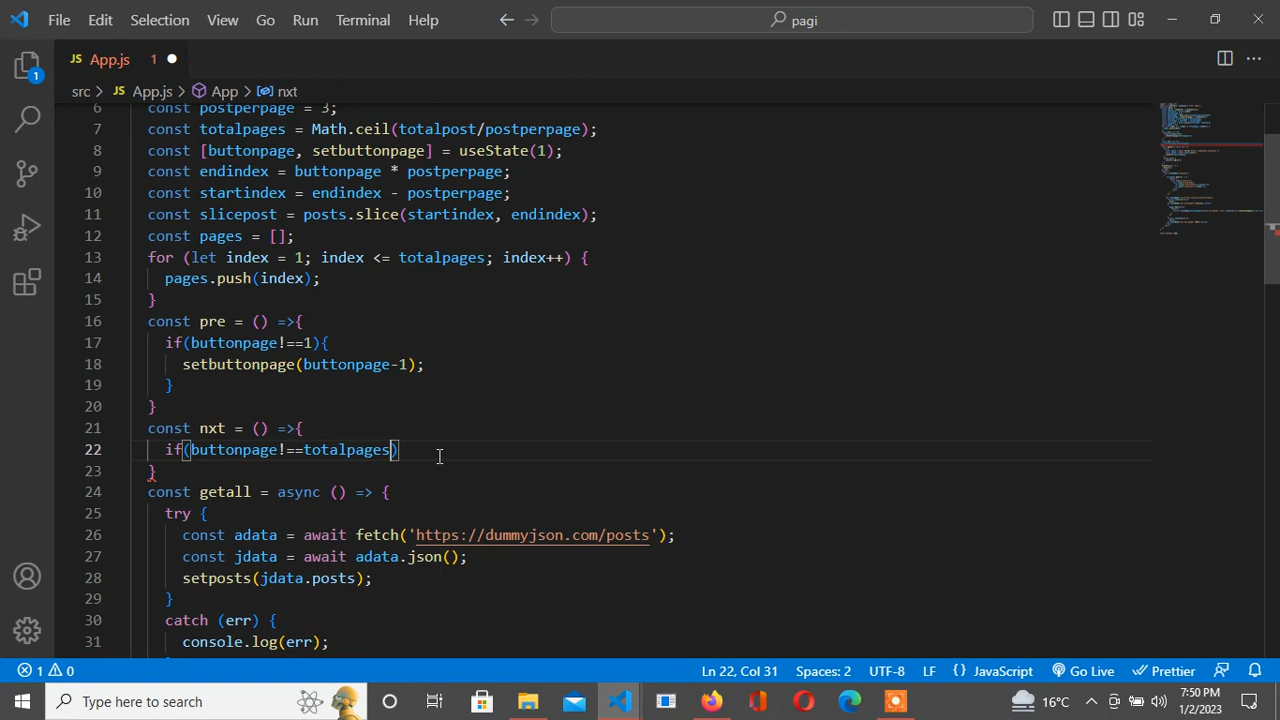 File Edit Selection View Go Run Terminal Help
pagi
JS App.js 1
src > JS App.js > App > nxt
6 const postperpage = 3;
7 const totalpages = Math.ceil(totalpost/postperpage);
8 const [buttonpage, setbuttonpage] = useState(1);
9 const endindex = buttonpage * postperpage;
10 const startindex = endindex - postperpage;
11 const slicepost = posts.slice(startindex, endindex);
12 const pages = [];
13 for (let index = 1; index <= totalpages; index++) {
14 pages.push(index);
15 }
16 const pre = () =>{
17 if(buttonpage!==1){
18 setbuttonpage(buttonpage-1);
19 }
20 }
21 const nxt = () =>{
22 if(buttonpage!==totalpages)
23 }
24 const getall = async () => {
25 try {
26 const adata = await fetch('https://dummyjson.com/posts');
27 const jdata = await adata.json();
28 setposts(jdata.posts);
29 }
30 catch (err) {
31 console.log(err);
1 0 Ln 22, Col 31 Spaces: 2 UTF-8 LF {} JavaScript Go Live Prettier
Type here to search 16°C 7:50 PM
1/2/2023